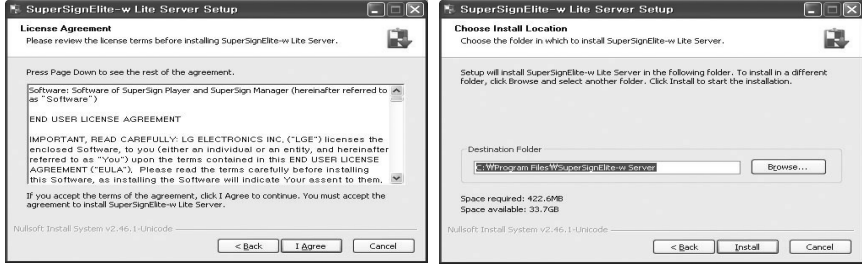 SuperSignElite-w Lite Server Setup
License Agreement
Please review the license terms before installing SuperSignElite-w Lite Server.
Press Page Down to see the rest of the agreement.
Software: Software of SuperSign Player and SuperSign Manager (hereinafter referred to
as "Software")
END USER LICENSE AGREEMENT
IMPORTANT, READ CAREFULLY: LG ELECTRONICS INC, ("LGE") licenses the
enclosed Software, to you (either an individual or an entity, and hereinafter
referred to as "You") upon the terms contained in this END USER LICENSE
AGREEMENT ("EULA"), Please read the terms carefully before installing
this Software, as installing the Software will indicate Your assent to them,
If you accept the terms of the agreement, click I Agree to continue. You must accept the
agreement to install SuperSignElite-w Lite Server.
Nullsoft Install System v2.46.1-Unicode
< Back
I Agree
Cancel
SuperSignElite-w Lite Server Setup
Choose Install Location
Choose the folder in which to install SuperSignElite-w Lite Server.
Setup will install SuperSignElite-w Lite Server in the following folder. To install in a different
folder, click Browse and select another folder. Click Install to start the installation.
Destination Folder
C:₩Program Files₩SuperSignElite-w Server
Browse...
Space required: 422.6MB
Space available: 33.7GB
Nullsoft Install System v2.46.1-Unicode
< Back
Install
Cancel